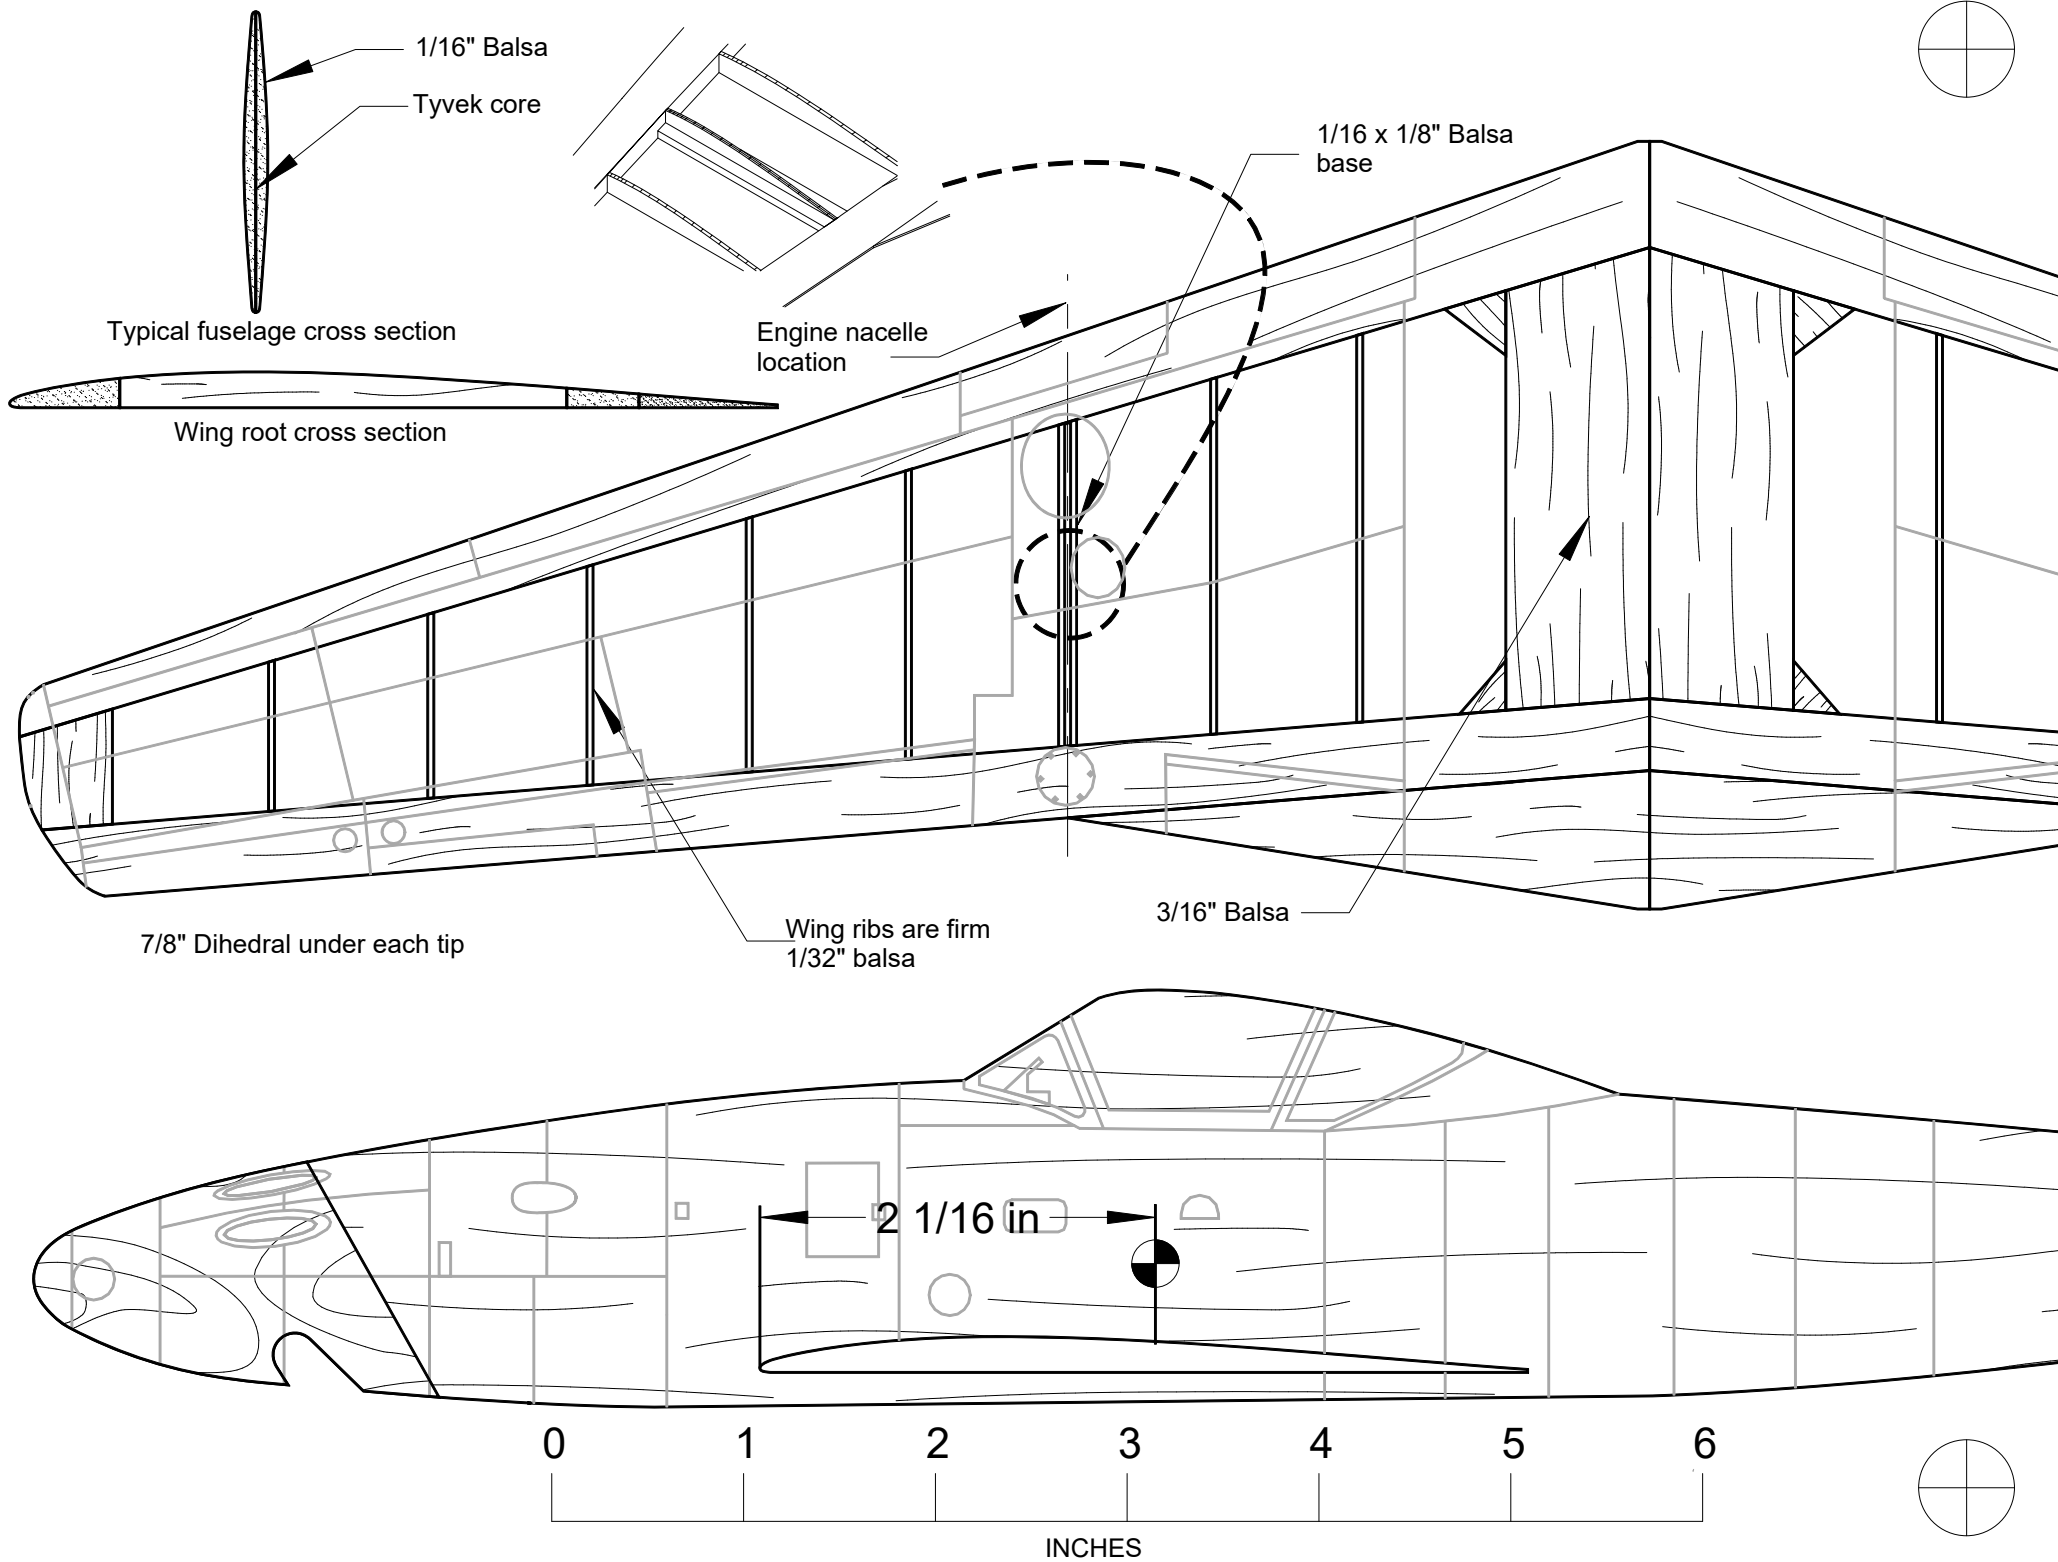 1/16" Balsa
Tyvek core
Typical fuselage cross section
1/16 x 1/8" Balsa
base
Engine nacelle
location
Wing root cross section
3/16" Balsa
Wing ribs are firm
1/32" balsa
7/8" Dihedral under each tip
2 1/16 in
0 1 2 3 4 5 6
INCHES